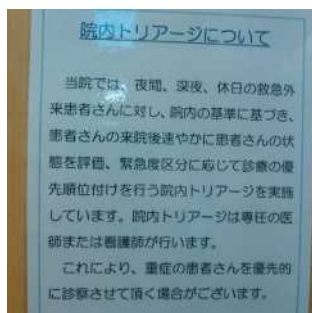 院内トリアージについて
当院では、夜間、深夜、休日の救急外
来患者さんに対し、院内の基準に基づき、
患者さんの来院後速やかに患者さんの状
態を評価、緊急度区分に応じて診療の優
先順位付けを行う院内トリアージを実施
しています。院内トリアージは専任の医
師または看護師が行います。
これにより、重症の患者さんを優先的
に診察させて頂く場合がございます。